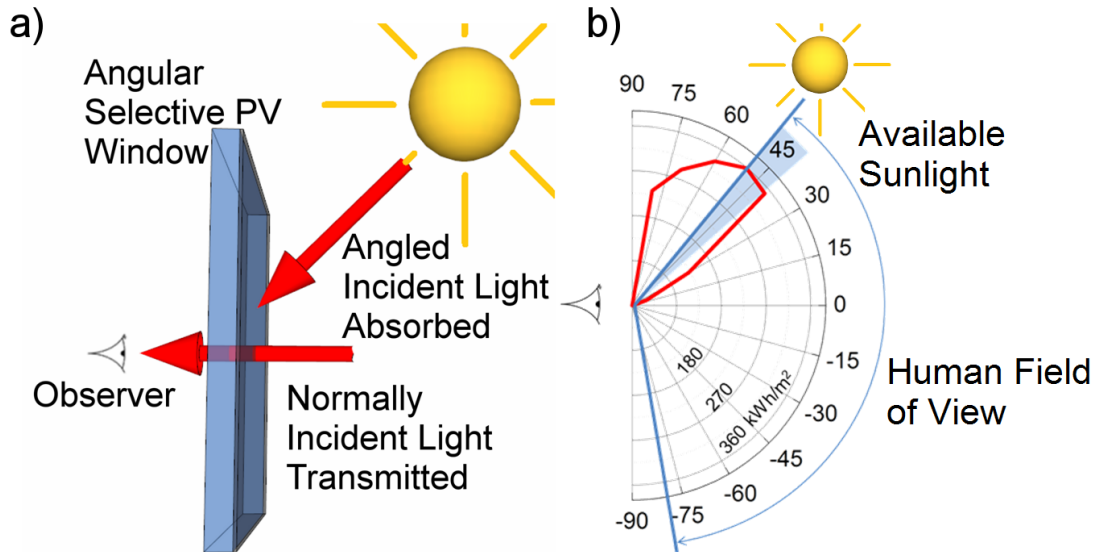 a)
Angular
Selective PV
Window
Angled
Incident Light
Absorbed
Observer
Normally
Incident Light
Transmitted
b)
90
75
60
45
30
15
0
-15
-30
-45
-60
-75
-90
180
270
360 kWh/m²
Available
Sunlight
Human Field
of View